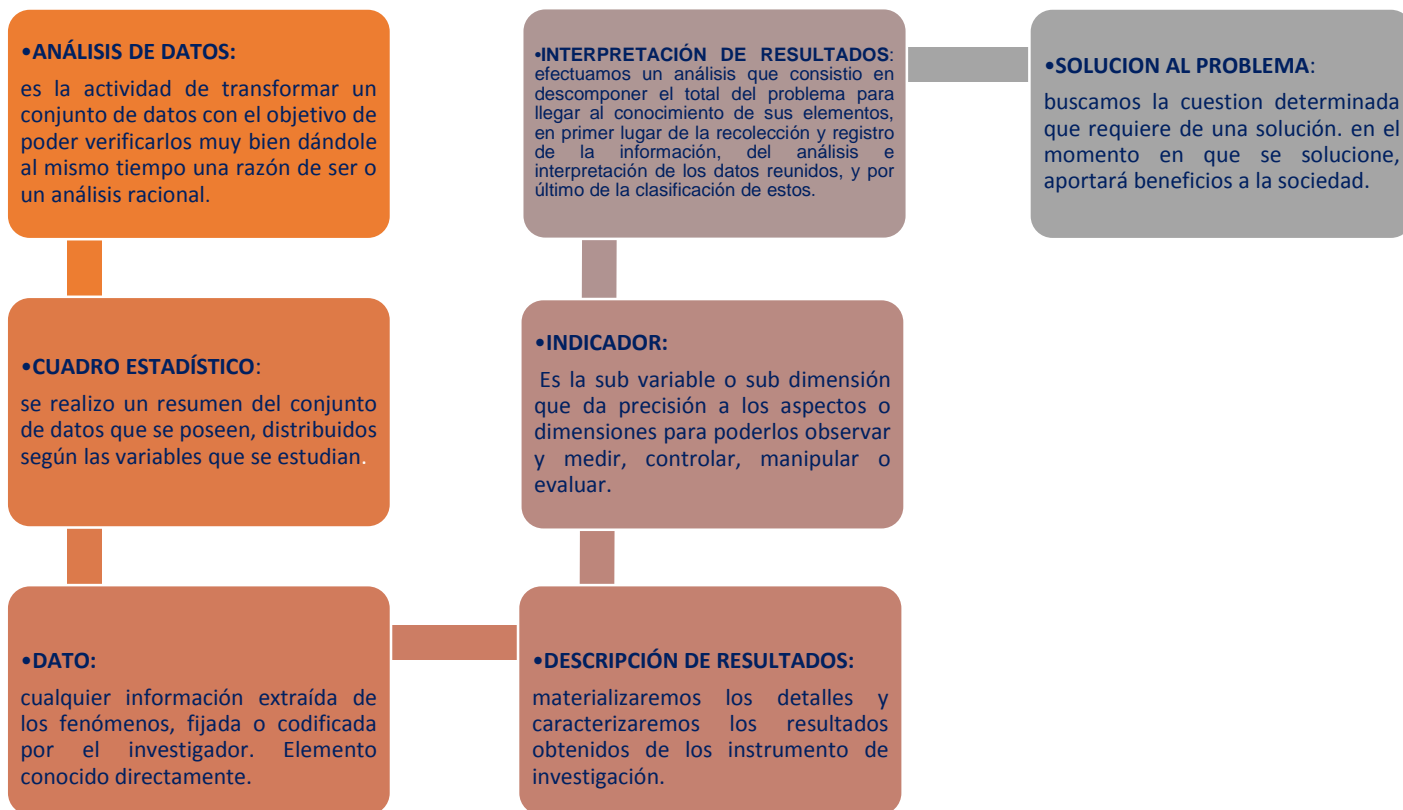 •ANÁLISIS DE DATOS:
es la actividad de transformar un
conjunto de datos con el objetivo de
poder verificarlos muy bien dándole
al mismo tiempo una razón de ser o
un análisis racional.
•CUADRO ESTADÍSTICO:
se realizo un resumen del conjunto
de datos que se poseen, distribuidos
según las variables que se estudian.
•DATO:
cualquier información extraída de
los fenómenos, fijada o codificada
por el investigador. Elemento
conocido directamente.
•DESCRIPCIÓN DE RESULTADOS:
materializaremos los detalles y
caracterizaremos los resultados
obtenidos de los instrumento de
investigación.
•INDICADOR:
Es la sub variable o sub dimensión
que da precisión a los aspectos o
dimensiones para poderlos observar
y medir, controlar, manipular o
evaluar.
•INTERPRETACIÓN DE RESULTADOS:
efectuamos un análisis que consistio en
descomponer el total del problema para
llegar al conocimiento de sus elementos,
en primer lugar de la recolección y registro
de la información, del análisis e
interpretación de los datos reunidos, y por
último de la clasificación de estos.
•SOLUCION AL PROBLEMA:
buscamos la cuestion determinada
que requiere de una solución. en el
momento en que se solucione,
aportará beneficios a la sociedad.